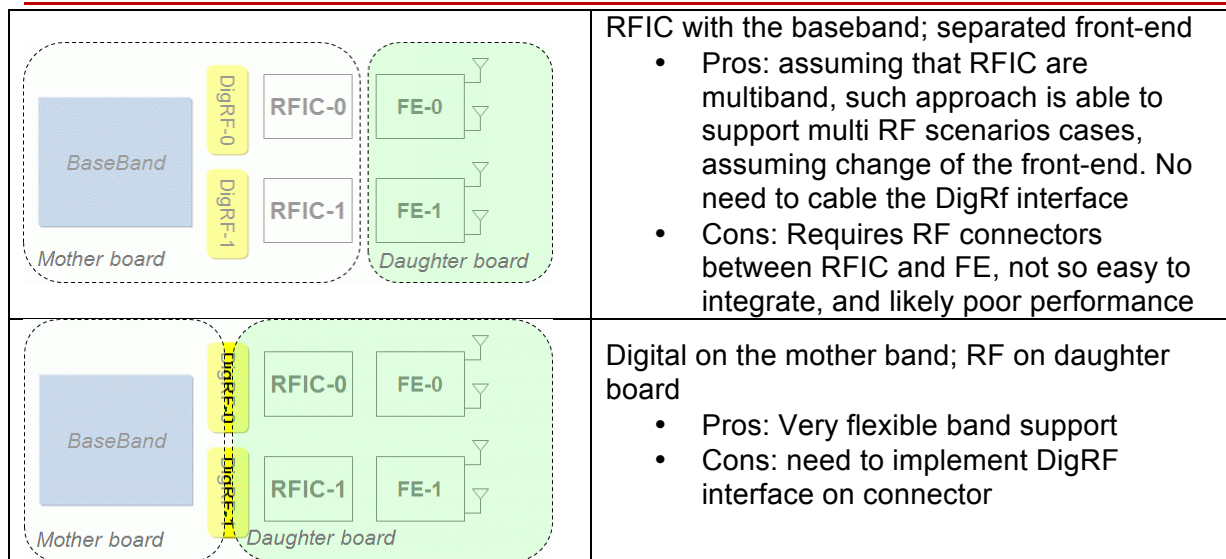 RFIC with the baseband; separated front-end
• Pros: assuming that RFIC are
multiband, such approach is able to
support multi RF scenarios cases,
assuming change of the front-end. No
need to cable the DigRf interface
• Cons: Requires RF connectors
between RFIC and FE, not so easy to
integrate, and likely poor performance
BaseBand
DigRF-0
DigRF-1
RFIC-0
RFIC-1
FE-0
FE-1
Mother board
Daughter board
Digital on the mother band; RF on daughter
board
• Pros: Very flexible band support
• Cons: need to implement DigRF
interface on connector
BaseBand
DigRF-0
DigRF-1
RFIC-0
RFIC-1
FE-0
FE-1
Mother board
Daughter board